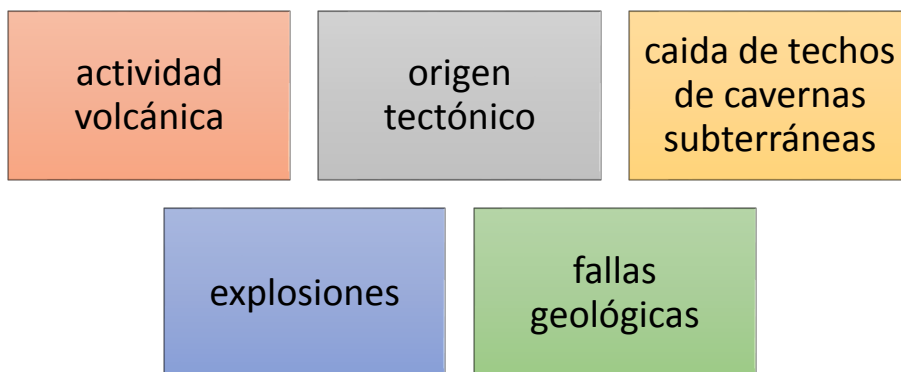 actividad
volcánica
origen
tectónico
caida de techos
de cavernas
subterráneas
explosiones
fallas
geológicas